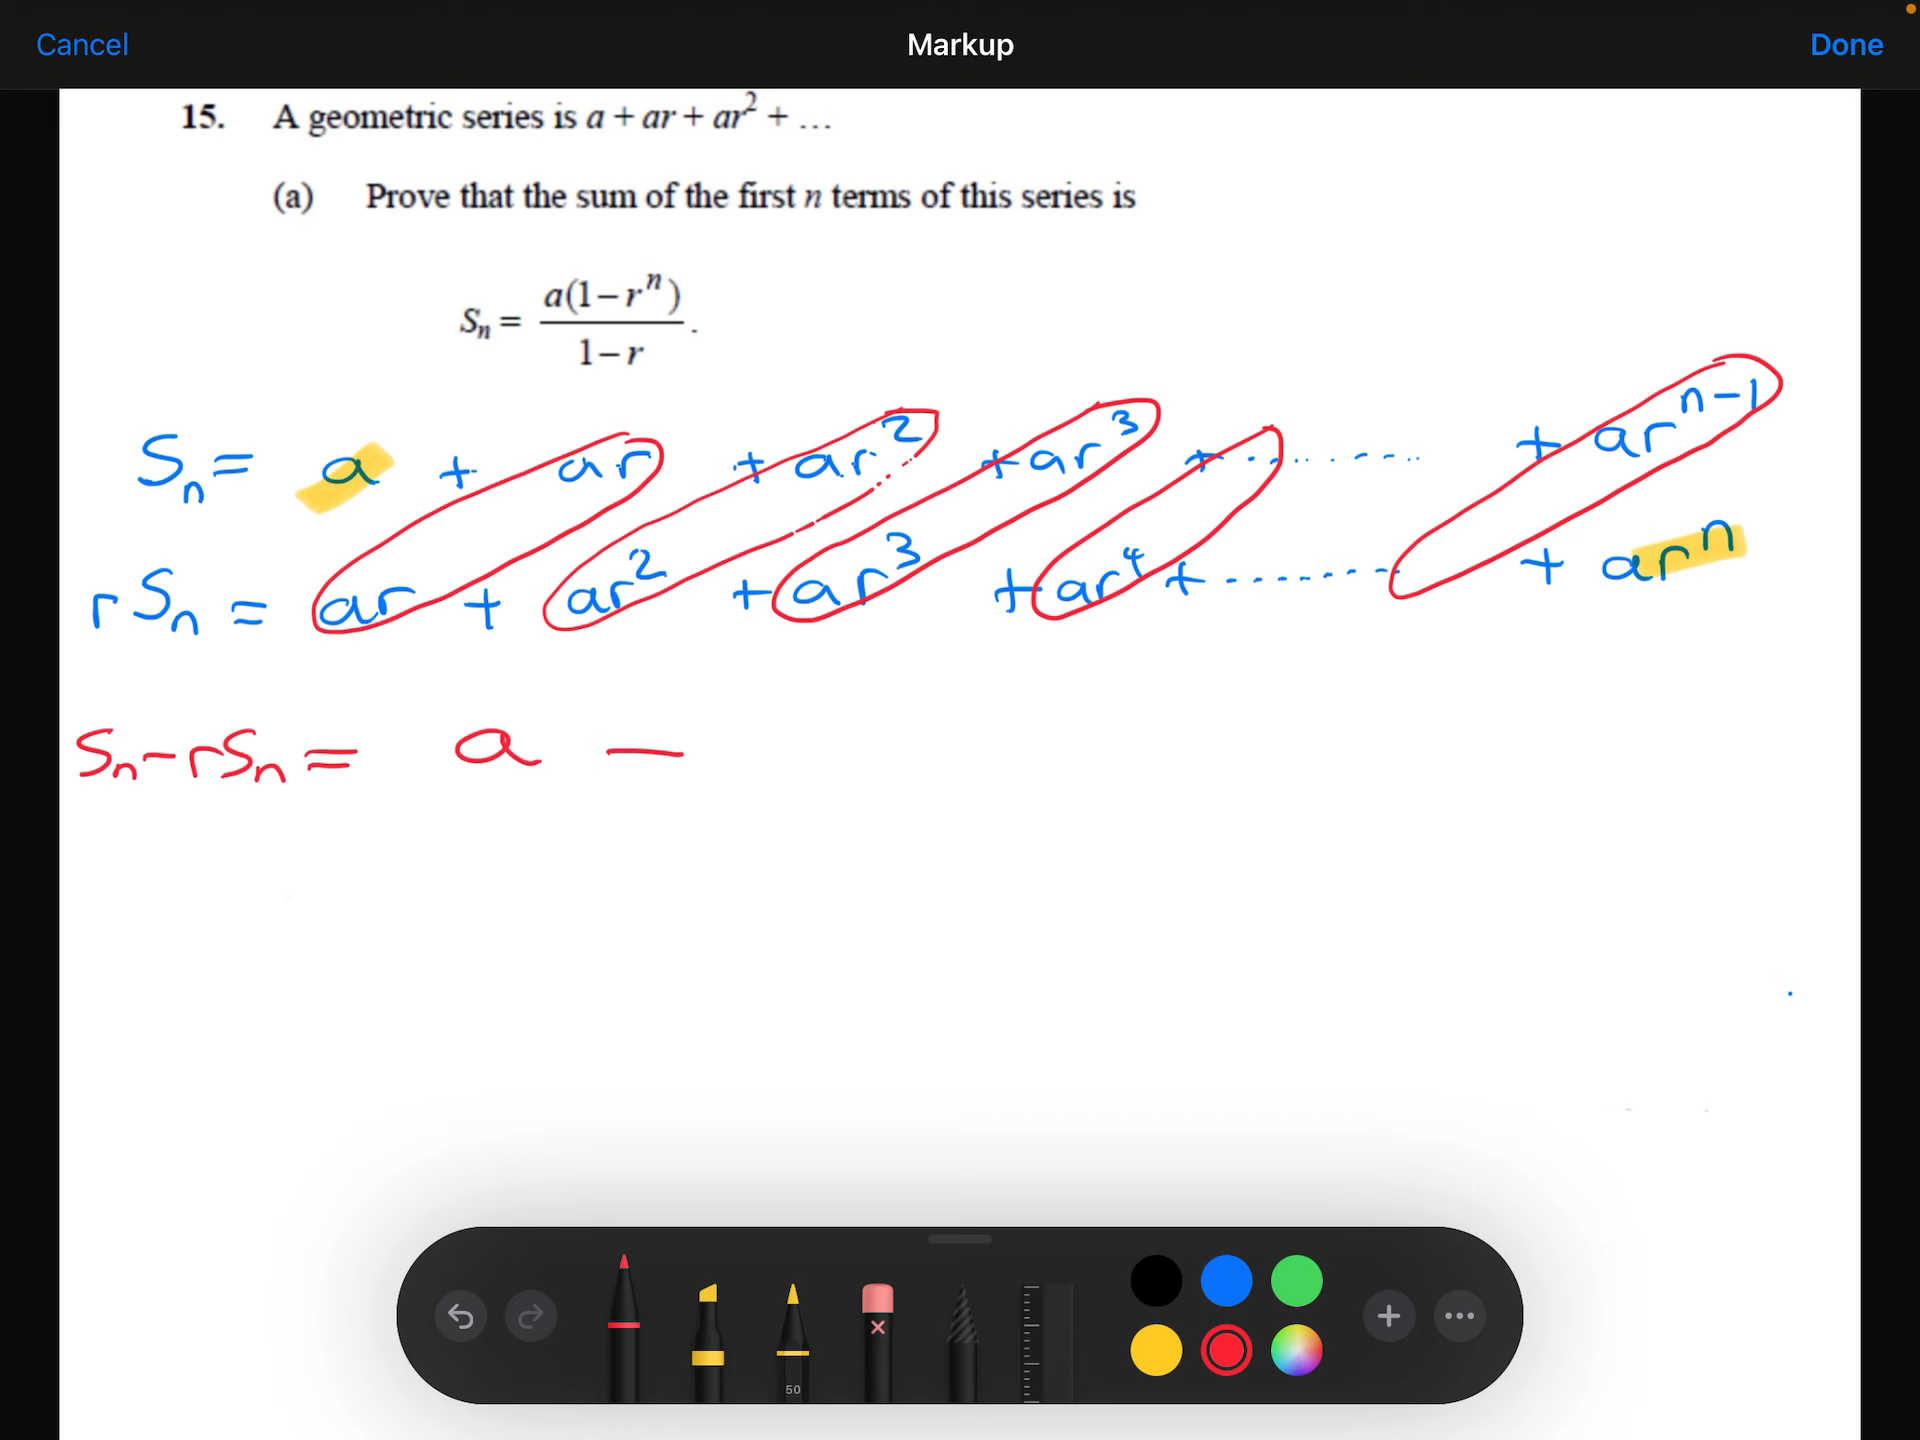 Cancel Markup Done
15. A geometric series is a + ar + ar² + ...
(a) Prove that the sum of the first n terms of this series is
Sₙ = a(1−rⁿ) / 1−r .
Sₙ = a + ar + ar² + ar³ + ........ + arⁿ⁻¹
rSₙ = ar + ar² + ar³ + ar⁴ + ........ + arⁿ
Sₙ − rSₙ = a −
50